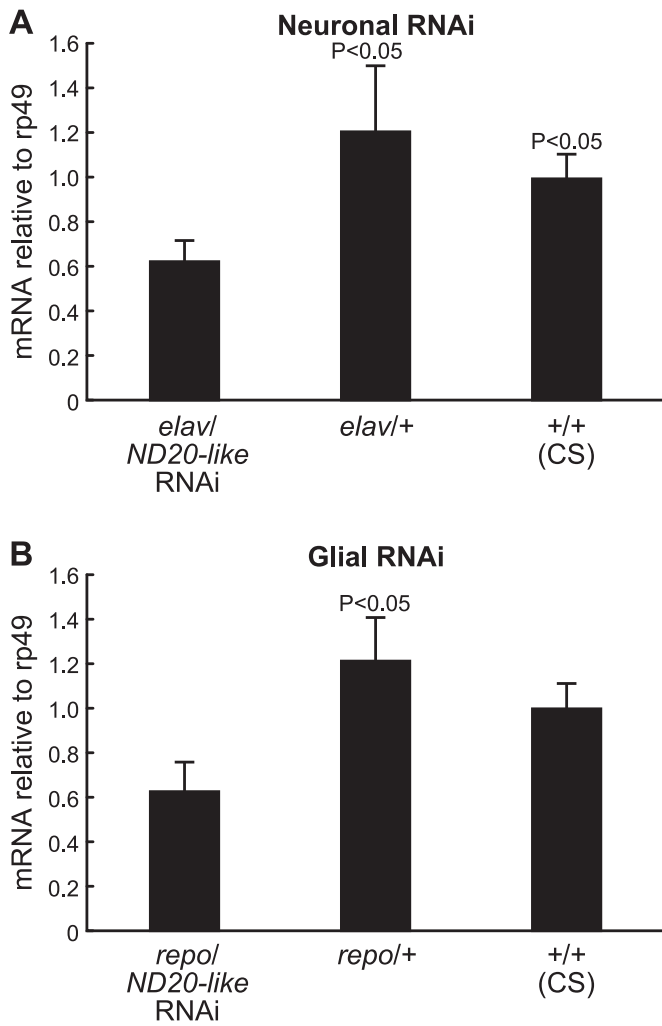 A
Neuronal RNAi
mRNA relative to rp49
1.6
1.4
1.2
1.0
0.8
0.6
0.4
0.2
0
P<0.05
P<0.05
elav/
ND20-like
RNAi
elav/+
+/+
(CS)
B
Glial RNAi
mRNA relative to rp49
1.6
1.4
1.2
1.0
0.8
0.6
0.4
0.2
0
P<0.05
repo/
ND20-like
RNAi
repo/+
+/+
(CS)